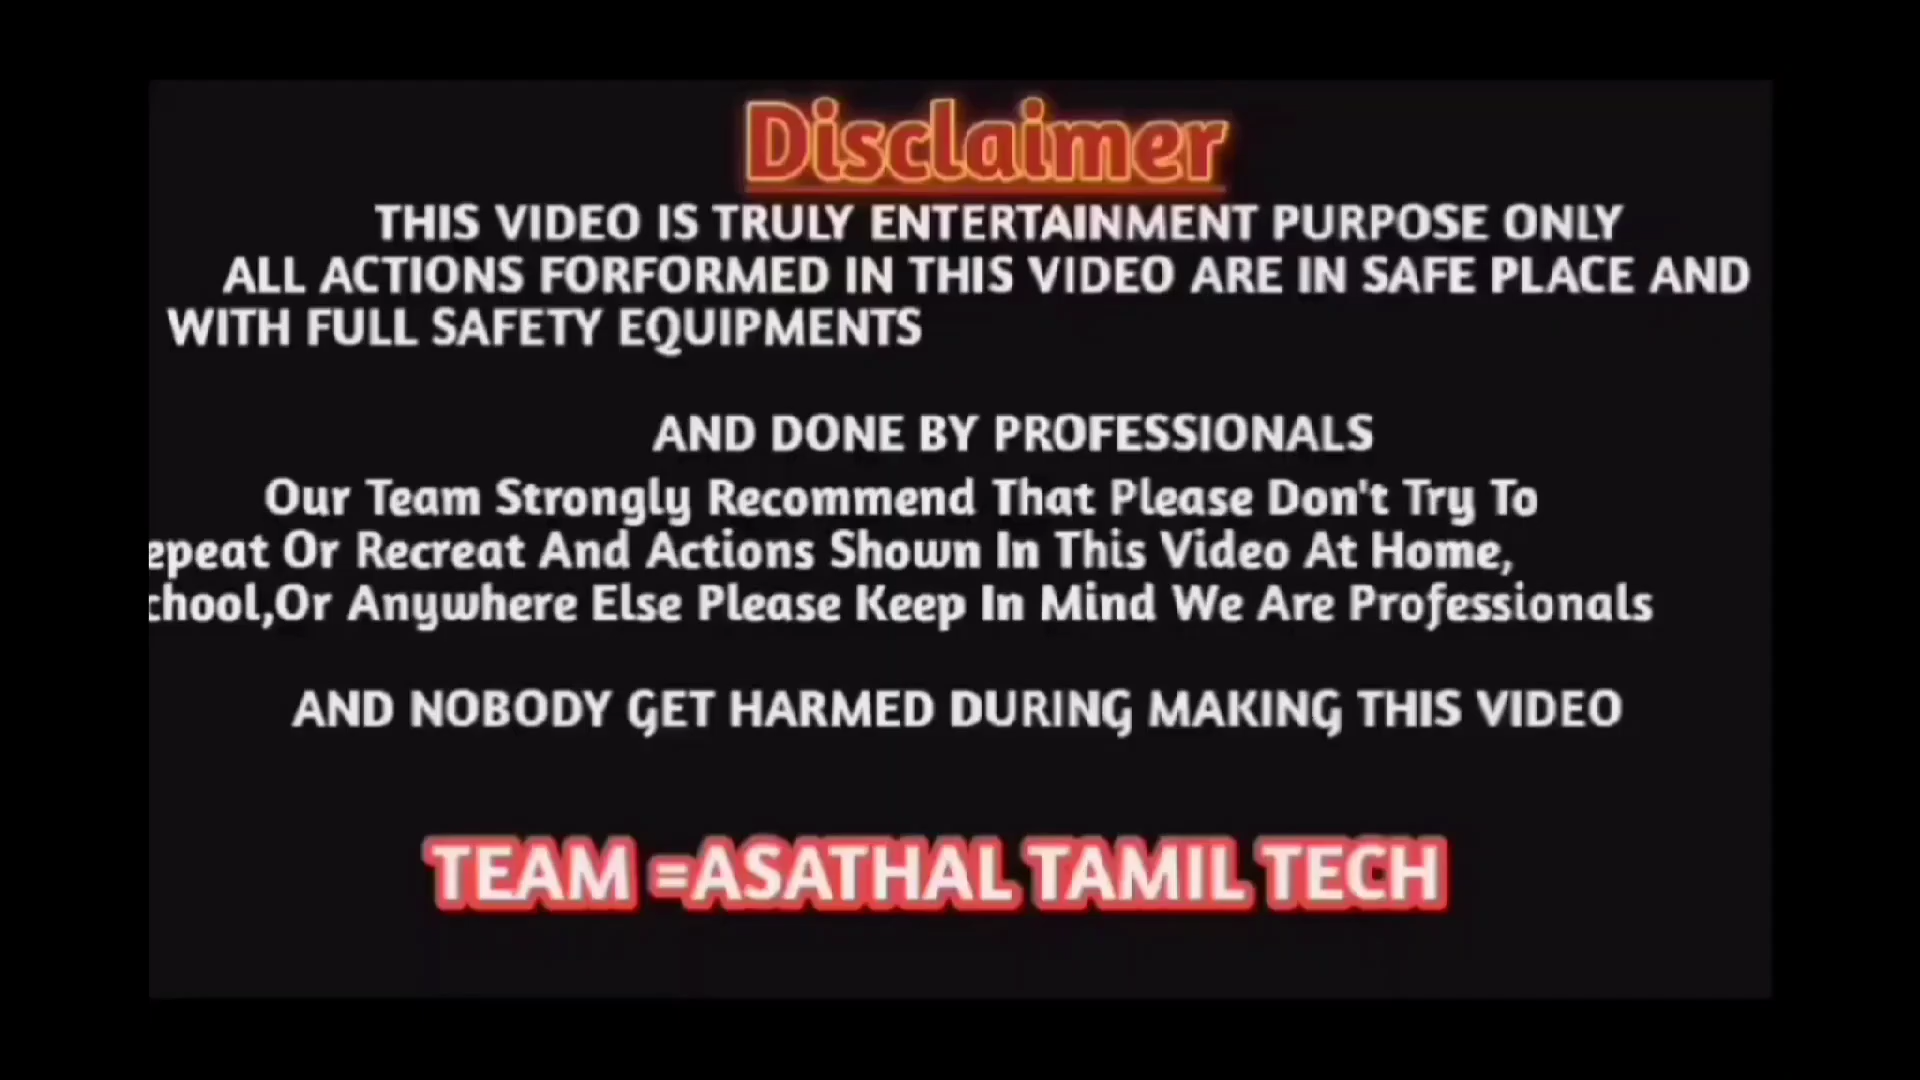 Disclaimer
THIS VIDEO IS TRULY ENTERTAINMENT PURPOSE ONLY
ALL ACTIONS FORFORMED IN THIS VIDEO ARE IN SAFE PLACE AND
WITH FULL SAFETY EQUIPMENTS
AND DONE BY PROFESSIONALS
Our Team Strongly Recommend That Please Don't Try To
epeat Or Recreat And Actions Shown In This Video At Home,
chool,Or Anywhere Else Please Keep In Mind We Are Professionals
AND NOBODY GET HARMED DURING MAKING THIS VIDEO
TEAM =ASATHAL TAMIL TECH